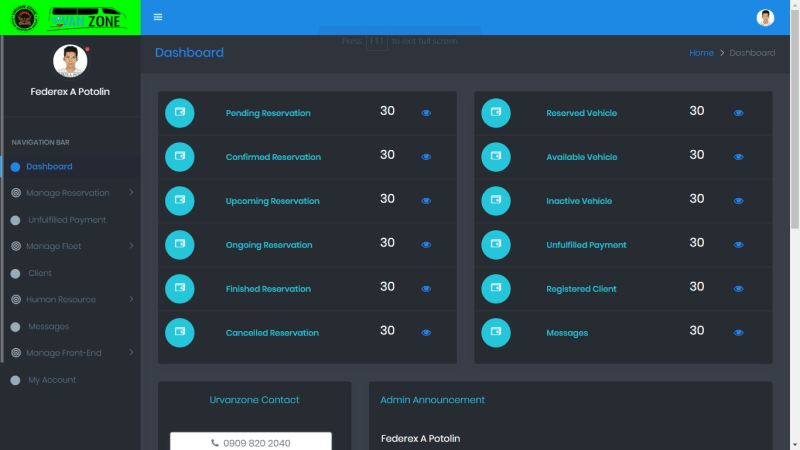 URVAN ZONE
Press F11 to exit full screen
Federex A Potolin
Dashboard
Home > Dashboard
NAVIGATION BAR
Dashboard
Manage Reservation
Unfulfilled Payment
Manage Fleet
Client
Human Resource
Messages
Manage Front-End
My Account
Pending Reservation 30
Confirmed Reservation 30
Upcoming Reservation 30
Ongoing Reservation 30
Finished Reservation 30
Cancelled Reservation 30
Reserved Vehicle 30
Available Vehicle 30
Inactive Vehicle 30
Unfulfilled Payment 30
Registered Client 30
Messages 30
Urvanzone Contact
0909 820 2040
Admin Announcement
Federex A Potolin